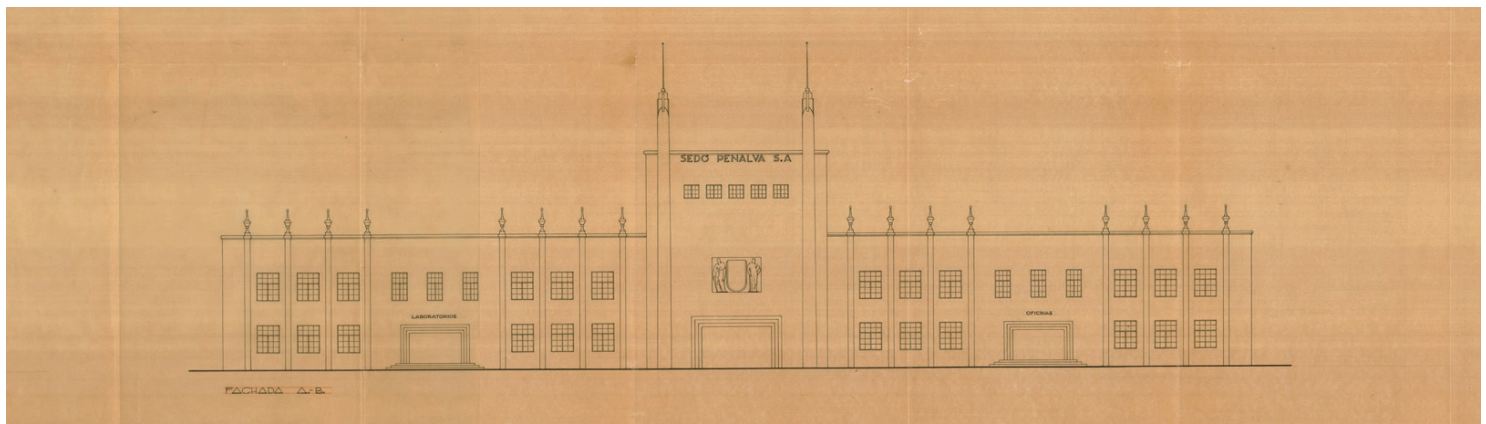 SEDÓ PEÑALVA S.A
LABORATORIOS
OFICINAS
FACHADA A.-B.